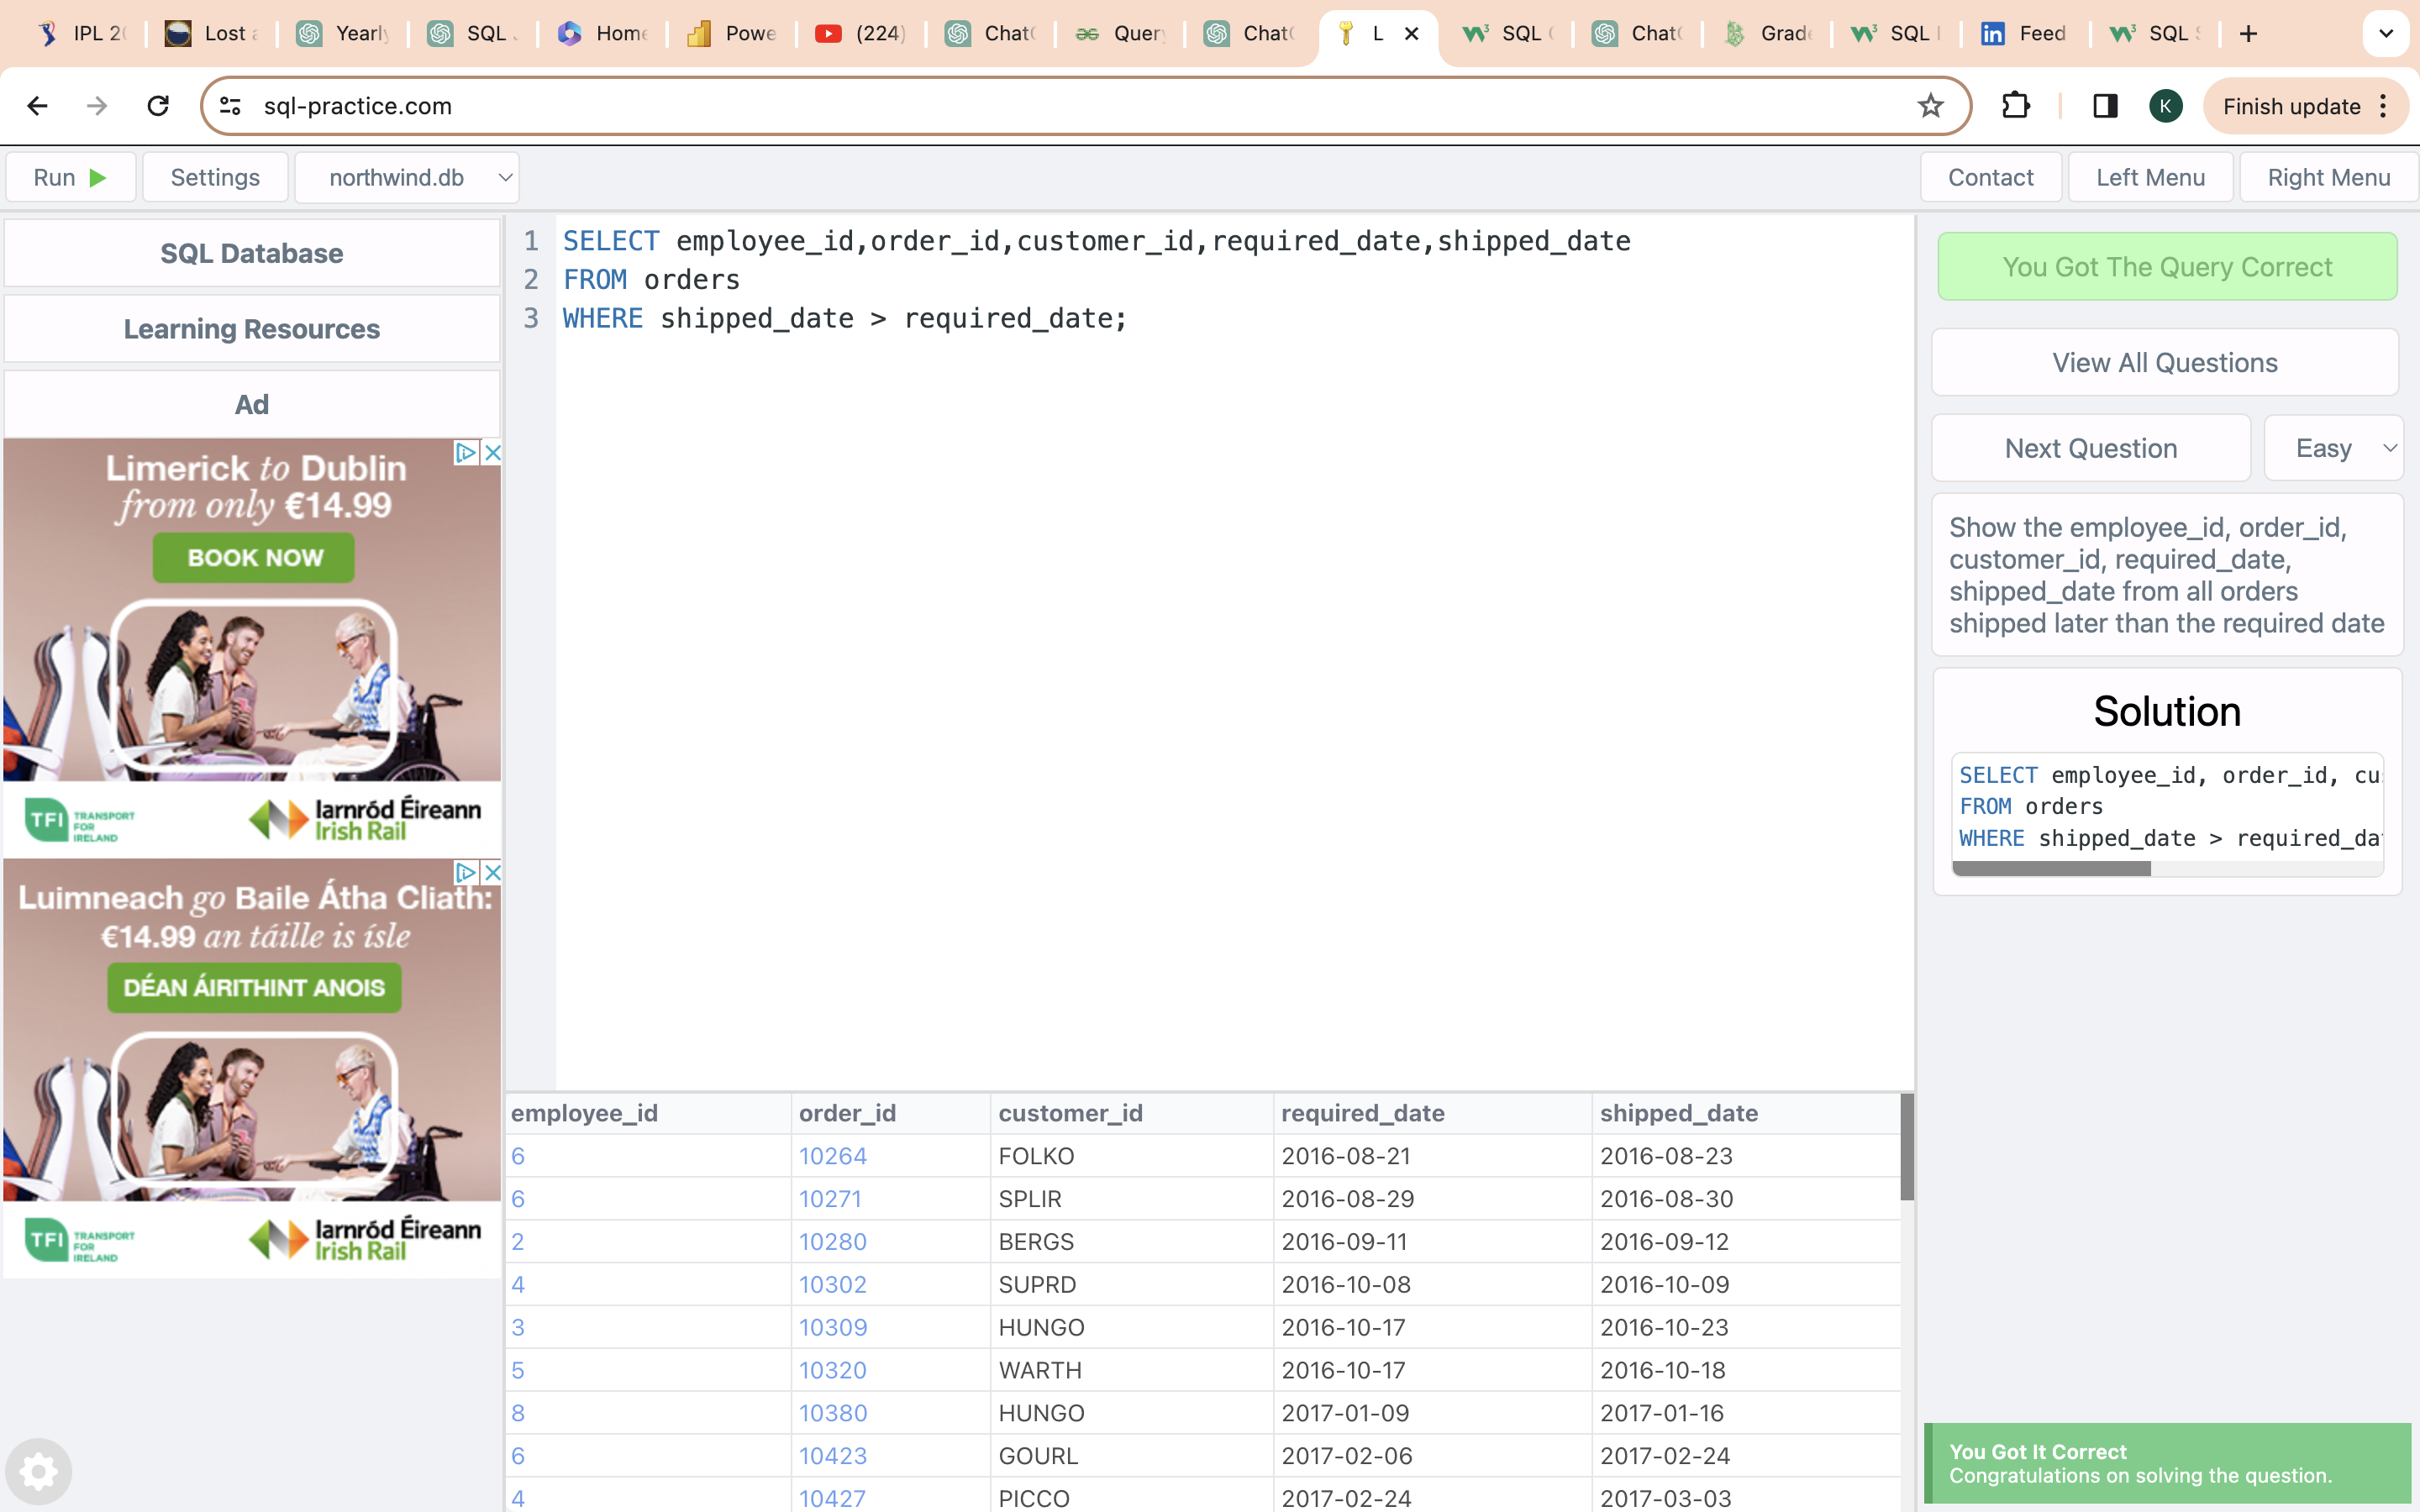 IPL 2
Lost
Yearly
SQL
Home
Powe
(224)
Chat
Query
Chat
L
SQL
Chat
Grade
SQL
Feed
SQL
sql-practice.com
K
Finish update
Run
Settings
northwind.db
Contact
Left Menu
Right Menu
SQL Database
Learning Resources
Ad
Limerick to Dublin
from only €14.99
BOOK NOW
TFI TRANSPORT FOR IRELAND
Iarnród Éireann
Irish Rail
Luimneach go Baile Átha Cliath:
€14.99 an táille is ísle
DÉAN ÁIRITHINT ANOIS
TFI TRANSPORT FOR IRELAND
Iarnród Éireann
Irish Rail
1 SELECT employee_id,order_id,customer_id,required_date,shipped_date
2 FROM orders
3 WHERE shipped_date > required_date;
employee_id order_id customer_id required_date shipped_date
6 10264 FOLKO 2016-08-21 2016-08-23
6 10271 SPLIR 2016-08-29 2016-08-30
2 10280 BERGS 2016-09-11 2016-09-12
4 10302 SUPRD 2016-10-08 2016-10-09
3 10309 HUNGO 2016-10-17 2016-10-23
5 10320 WARTH 2016-10-17 2016-10-18
8 10380 HUNGO 2017-01-09 2017-01-16
6 10423 GOURL 2017-02-06 2017-02-24
4 10427 PICCO 2017-02-24 2017-03-03
You Got The Query Correct
View All Questions
Next Question
Easy
Show the employee_id, order_id,
customer_id, required_date,
shipped_date from all orders
shipped later than the required date
Solution
SELECT employee_id, order_id, cu
FROM orders
WHERE shipped_date > required_da
You Got It Correct
Congratulations on solving the question.